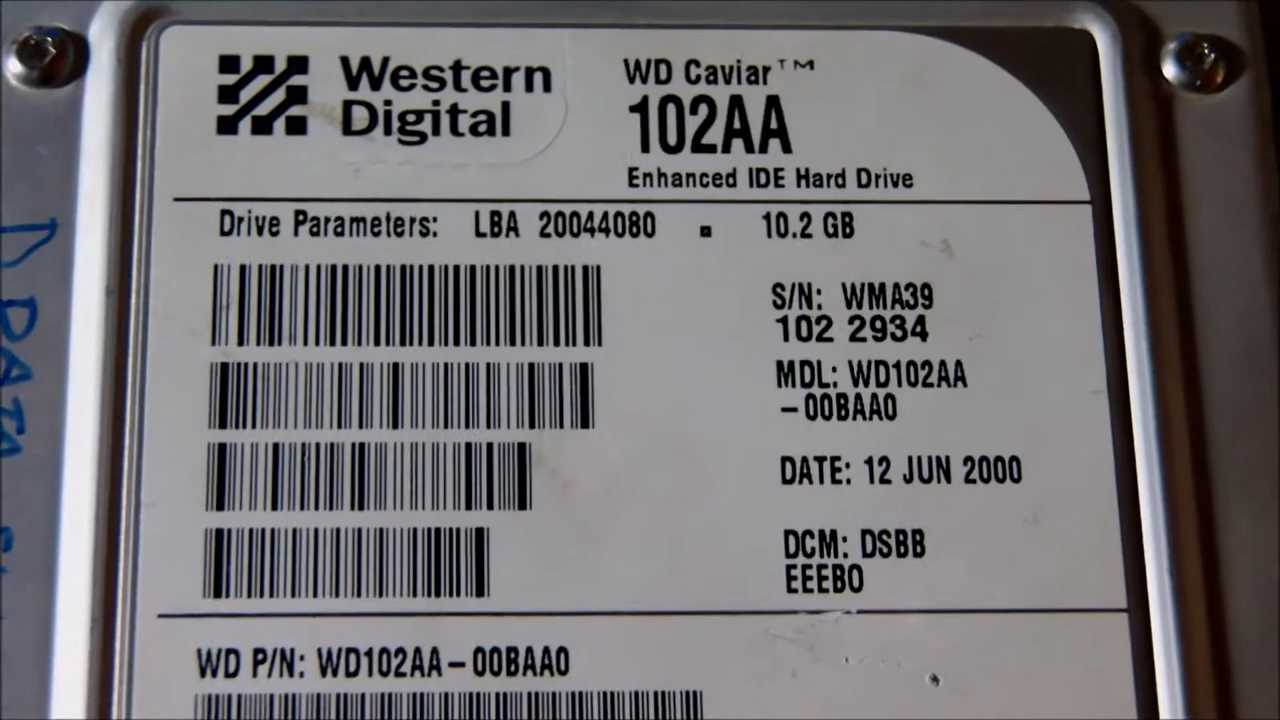 Western
Digital
WD Caviar™
102AA
Enhanced IDE Hard Drive
Drive Parameters: LBA 20044080 ▪ 10.2 GB
S/N: WMA39
102 2934
MDL: WD102AA
-00BAA0
DATE: 12 JUN 2000
DCM: DSBB
EEEBO
WD P/N: WD102AA-00BAA0
DATA